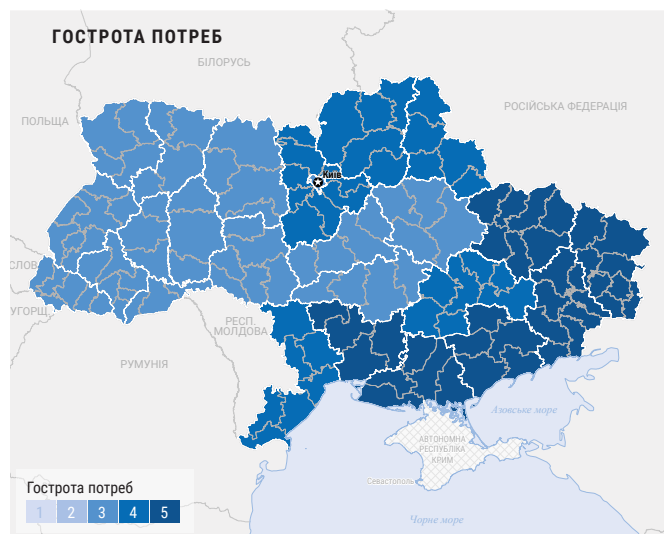 ГОСТРОТА ПОТРЕБ
БІЛОРУСЬ
РОСІЙСЬКА ФЕДЕРАЦІЯ
ПОЛЬЩА
Київ
СЛОВ
УГОРЩ.
РЕСП.
МОЛДОВА
РУМУНІЯ
Азовське море
АВТОНОМНА
РЕСПУБЛІКА
КРИМ
Севастополь
Чорне море
Гострота потреб
1 2 3 4 5